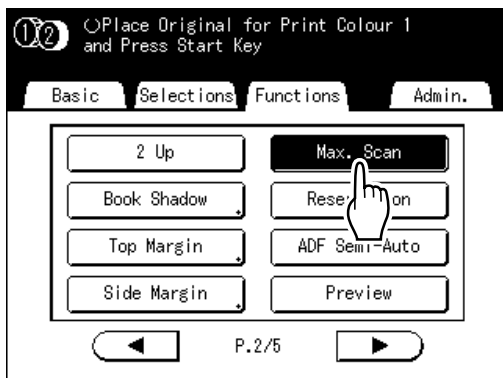 ①② Place Original for Print Colour 1
and Press Start Key
Basic Selections Functions Admin.
2 Up Max. Scan
Book Shadow
Top Margin ADF Semi-Auto
Side Margin Preview
P.2/5